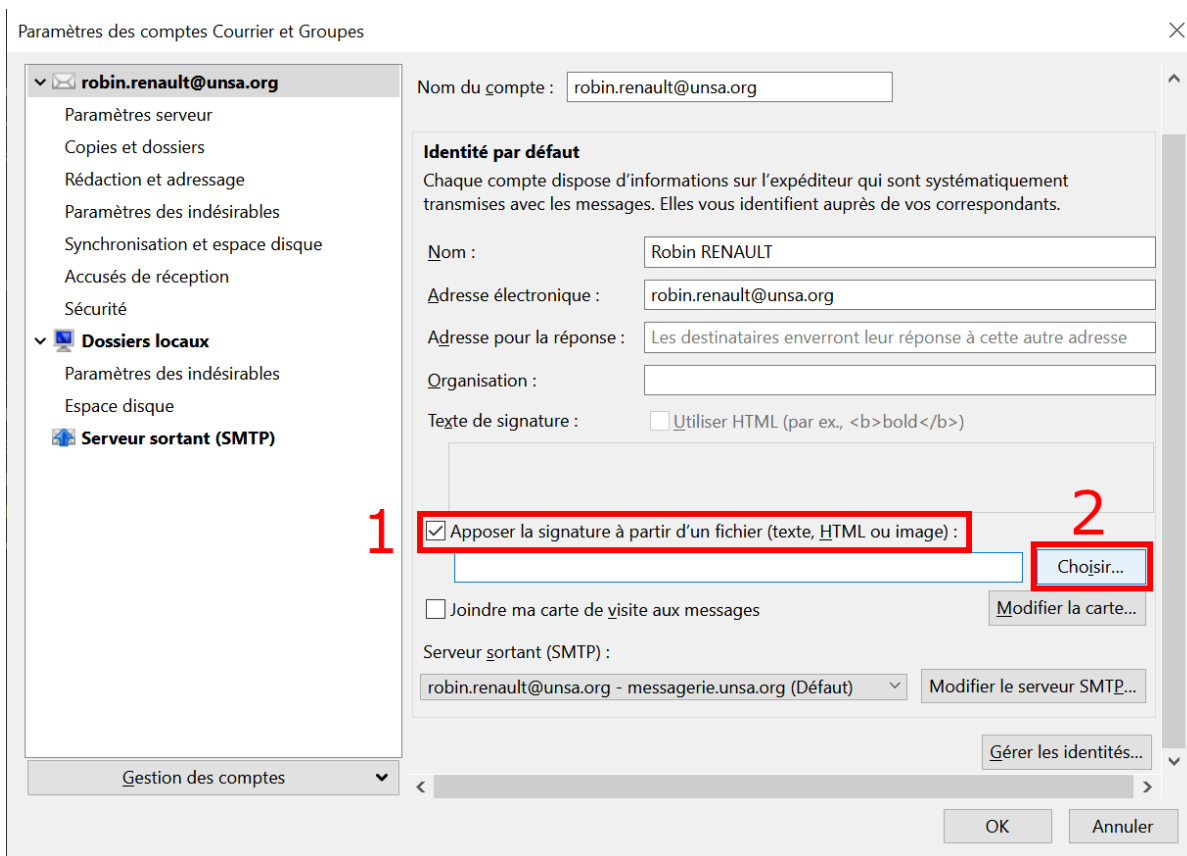 Paramètres des comptes Courrier et Groupes
robin.renault@unsa.org
Paramètres serveur
Copies et dossiers
Rédaction et adressage
Paramètres des indésirables
Synchronisation et espace disque
Accusés de réception
Sécurité
Dossiers locaux
Paramètres des indésirables
Espace disque
Serveur sortant (SMTP)
Gestion des comptes
Nom du compte : robin.renault@unsa.org
Identité par défaut
Chaque compte dispose d'informations sur l'expéditeur qui sont systématiquement
transmises avec les messages. Elles vous identifient auprès de vos correspondants.
Nom : Robin RENAULT
Adresse électronique : robin.renault@unsa.org
Adresse pour la réponse : Les destinataires enverront leur réponse à cette autre adresse
Organisation :
Texte de signature : Utiliser HTML (par ex., <b>bold</b>)
1 Apposer la signature à partir d'un fichier (texte, HTML ou image) :
2
Choisir...
Joindre ma carte de visite aux messages Modifier la carte...
Serveur sortant (SMTP) :
robin.renault@unsa.org - messagerie.unsa.org (Défaut) Modifier le serveur SMTP...
Gérer les identités...
OK Annuler